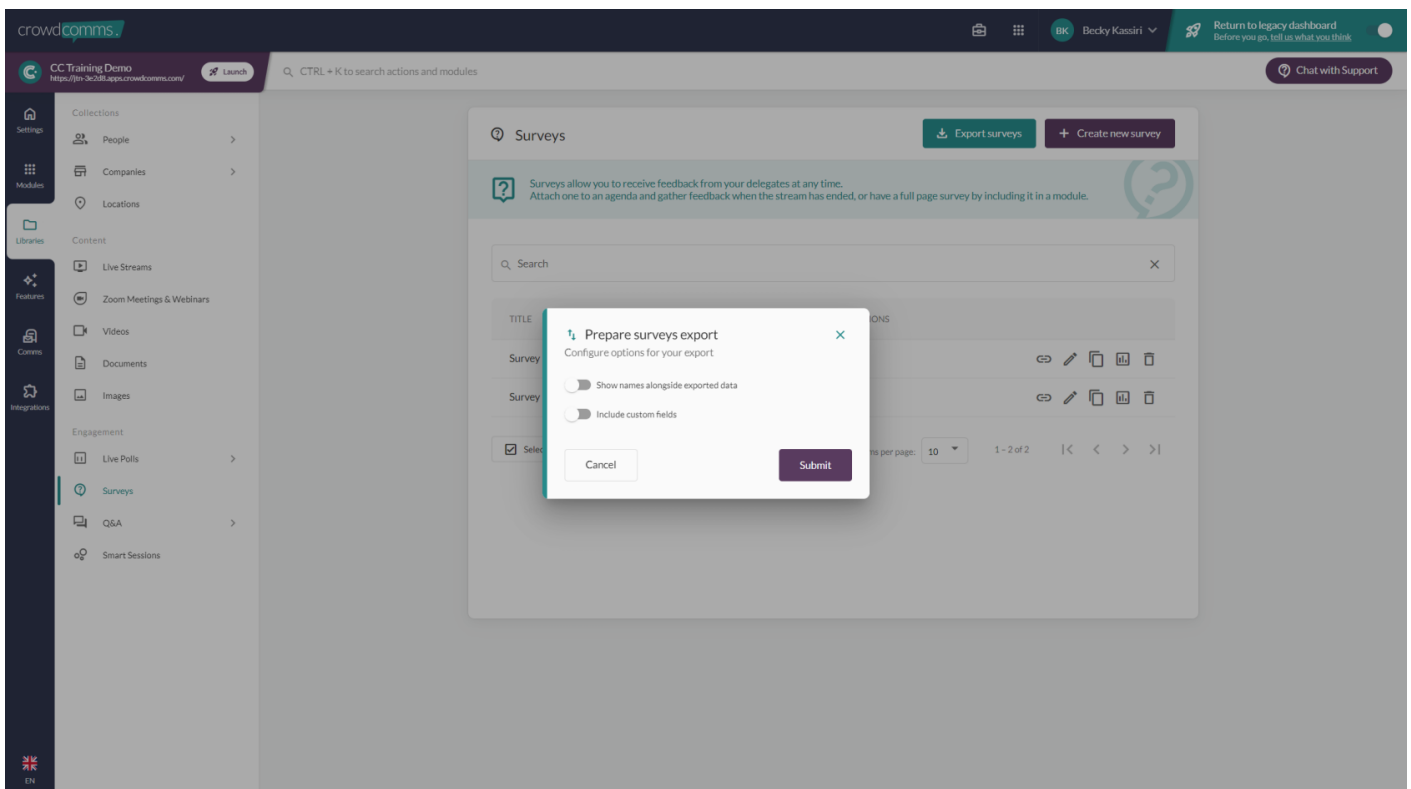 crowdcomms.
BK Becky Kassiri
Return to legacy dashboard
Before you go, tell us what you think
CC Training Demo
https://jtn-3e2d8.apps.crowdcomms.com/
Launch
CTRL + K to search actions and modules
Chat with Support
Settings
Modules
Libraries
Features
Comms
Integrations
EN
Collections
People
Companies
Locations
Content
Live Streams
Zoom Meetings & Webinars
Videos
Documents
Images
Engagement
Live Polls
Surveys
Q&A
Smart Sessions
Surveys
Export surveys
+ Create new survey
Surveys allow you to receive feedback from your delegates at any time.
Attach one to an agenda and gather feedback when the stream has ended, or have a full page survey by including it in a module.
Search
TITLE
Survey
Survey
per page: 10
1 – 2 of 2
Prepare surveys export
Configure options for your export
Show names alongside exported data
Include custom fields
Cancel
Submit